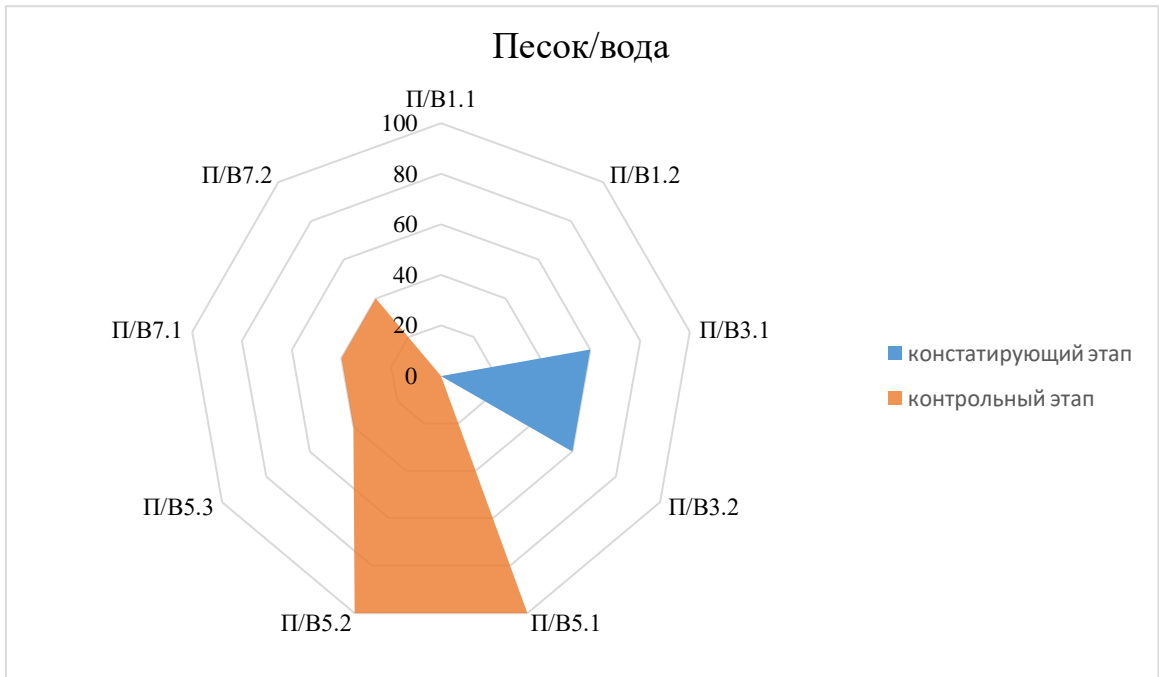 Песок/вода
П/В1.1
100
П/В7.2
П/В1.2
80
60
40
20
П/В7.1
П/В3.1
0
констатирующий этап
контрольный этап
П/В5.3
П/В3.2
П/В5.2
П/В5.1